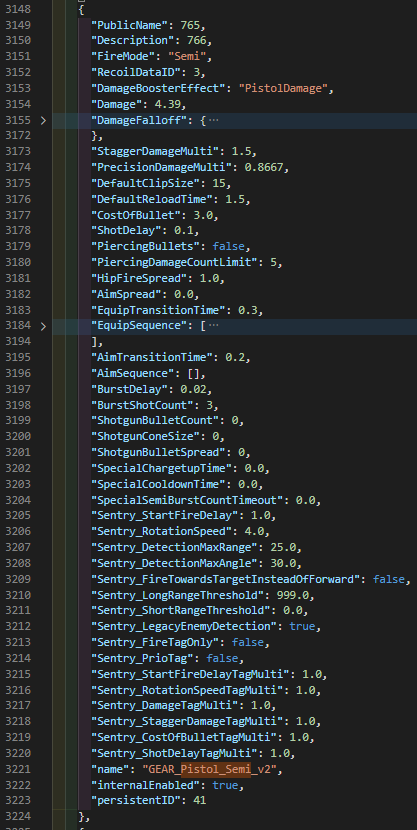 3148 {
3149 "PublicName": 765,
3150 "Description": 766,
3151 "FireMode": "Semi",
3152 "RecoilDataID": 3,
3153 "DamageBoosterEffect": "PistolDamage",
3154 "Damage": 4.39,
3155 "DamageFalloff": {…
3172 },
3173 "StaggerDamageMulti": 1.5,
3174 "PrecisionDamageMulti": 0.8667,
3175 "DefaultClipSize": 15,
3176 "DefaultReloadTime": 1.5,
3177 "CostOfBullet": 3.0,
3178 "ShotDelay": 0.1,
3179 "PiercingBullets": false,
3180 "PiercingDamageCountLimit": 5,
3181 "HipFireSpread": 1.0,
3182 "AimSpread": 0.0,
3183 "EquipTransitionTime": 0.3,
3184 "EquipSequence": […
3194 ],
3195 "AimTransitionTime": 0.2,
3196 "AimSequence": [],
3197 "BurstDelay": 0.02,
3198 "BurstShotCount": 3,
3199 "ShotgunBulletCount": 0,
3200 "ShotgunConeSize": 0,
3201 "ShotgunBulletSpread": 0,
3202 "SpecialChargetupTime": 0.0,
3203 "SpecialCooldownTime": 0.0,
3204 "SpecialSemiBurstCountTimeout": 0.0,
3205 "Sentry_StartFireDelay": 1.0,
3206 "Sentry_RotationSpeed": 4.0,
3207 "Sentry_DetectionMaxRange": 25.0,
3208 "Sentry_DetectionMaxAngle": 30.0,
3209 "Sentry_FireTowardsTargetInsteadOfForward": false,
3210 "Sentry_LongRangeThreshold": 999.0,
3211 "Sentry_ShortRangeThreshold": 0.0,
3212 "Sentry_LegacyEnemyDetection": true,
3213 "Sentry_FireTagOnly": false,
3214 "Sentry_PrioTag": false,
3215 "Sentry_StartFireDelayTagMulti": 1.0,
3216 "Sentry_RotationSpeedTagMulti": 1.0,
3217 "Sentry_DamageTagMulti": 1.0,
3218 "Sentry_StaggerDamageTagMulti": 1.0,
3219 "Sentry_CostOfBulletTagMulti": 1.0,
3220 "Sentry_ShotDelayTagMulti": 1.0,
3221 "name": "GEAR_Pistol_Semi_v2",
3222 "internalEnabled": true,
3223 "persistentID": 41
3224 },